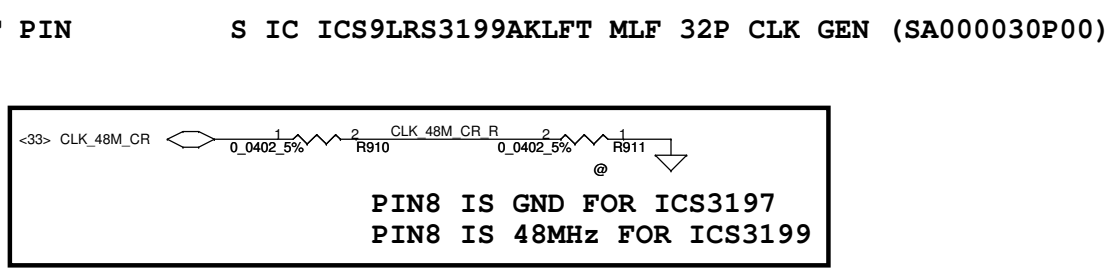 PIN S IC ICS9LRS3199AKLFT MLF 32P CLK GEN (SA000030P00)
<33> CLK_48M_CR 1 2 CLK_48M_CR_R 2 1
0_0402_5% R910 0_0402_5% R911
@
PIN8 IS GND FOR ICS3197
PIN8 IS 48MHz FOR ICS3199